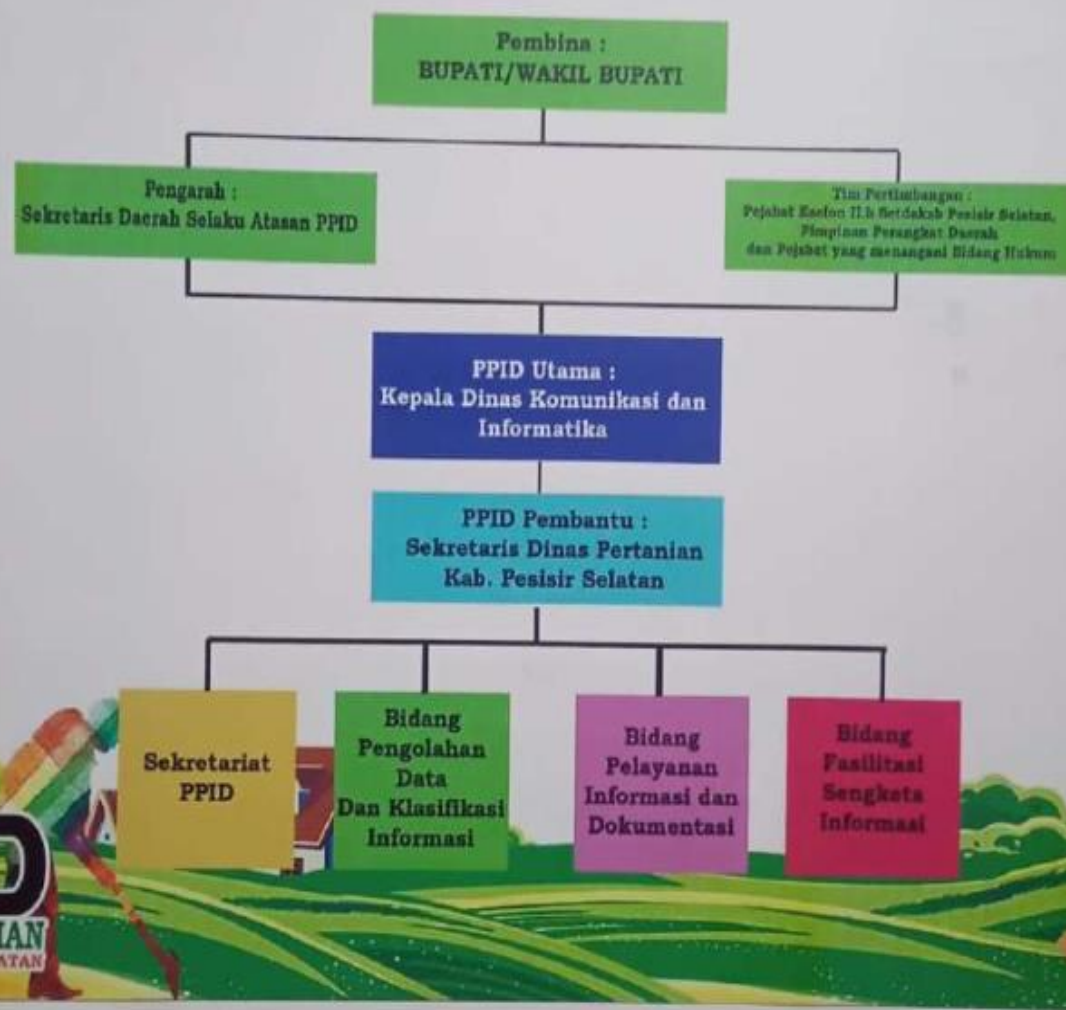 Pembina :
BUPATI/WAKIL BUPATI
Pengarah :
Sekretaris Daerah Selaku Atasan PPID
Tim Pertimbangan :
Pejabat Eselon II.b Setdakab Pesisir Selatan,
Pimpinan Perangkat Daerah
dan Pejabat yang menangani Bidang Hukum
PPID Utama :
Kepala Dinas Komunikasi dan
Informatika
PPID Pembantu :
Sekretaris Dinas Pertanian
Kab. Pesisir Selatan
Sekretariat
PPID
Bidang
Pengolahan
Data
Dan Klasifikasi
Informasi
Bidang
Pelayanan
Informasi dan
Dokumentasi
Bidang
Fasilitasi
Sengketa
Informasi